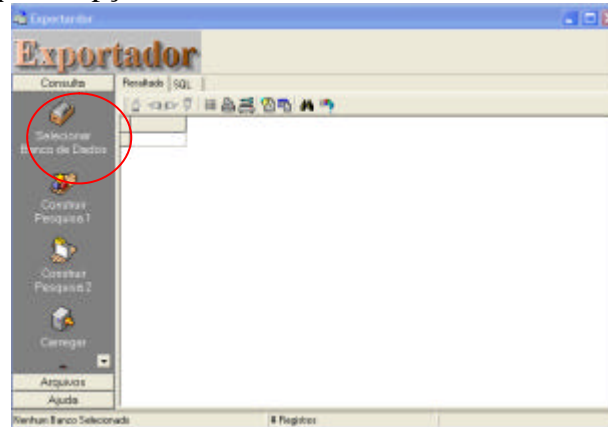 Exportador
Exportador
Consulta
Resultado SQL
Selecionar
Banco de Dados
Construir
Pesquisa 1
Construir
Pesquisa 2
Carregar
Arquivos
Ajuda
Nenhum Banco Selecionado
# Registros